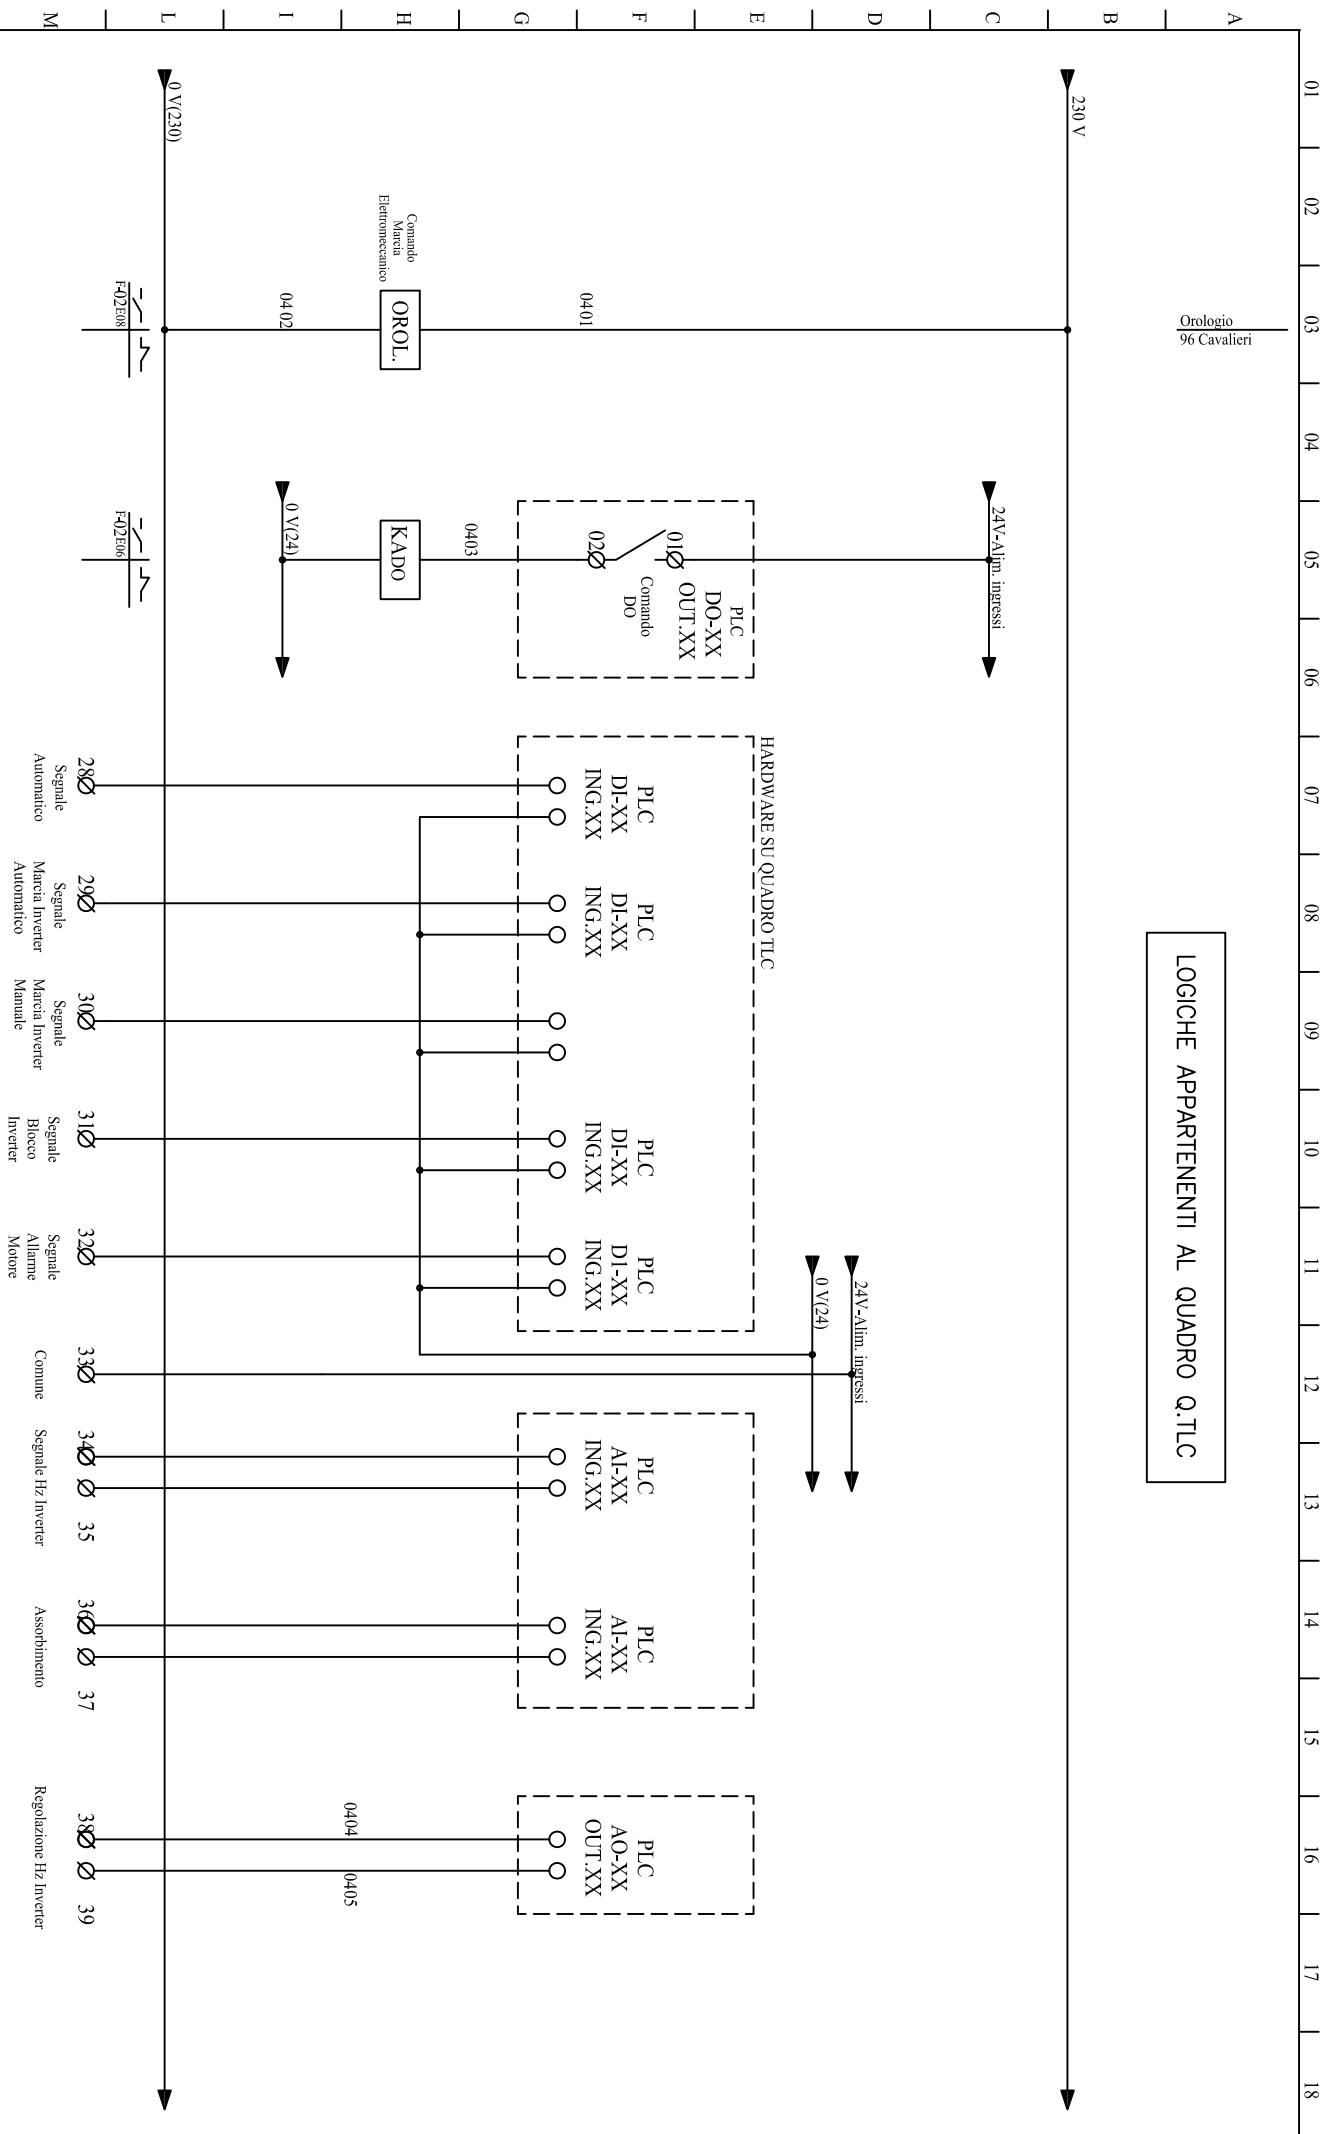 01
02
03
04
05
06
07
08
09
10
11
12
13
14
15
16
17
18
A
B
C
D
E
F
G
H
I
L
M
Orologio
96 Cavalieri
LOGICHE APPARTENENTI AL QUADRO Q.TLC
230 V
0401
Comando
Marcia
Elettromeccanico
OROL.
0402
0 V(230)
F-02E08
24V-Alim. ingressi
PLC
DO-XX
OUT.XX
01
Comando
DO
02
0403
KADO
0 V(24)
F-02E06
HARDWARE SU QUADRO TLC
PLC
DI-XX
ING.XX
28
Segnale
Automatico
PLC
DI-XX
ING.XX
29
Segnale
Marcia Inverter
Automatico
30
Segnale
Marcia Inverter
Manuale
PLC
DI-XX
ING.XX
31
Segnale
Blocco
Inverter
PLC
D1-XX
ING.XX
32
Segnale
Allarme
Motore
24V-Alim. ingressi
0 V(24)
33
Comune
PLC
AI-XX
ING.XX
34
35
Segnale Hz Inverter
PLC
AI-XX
ING.XX
36
37
Assorbimento
PLC
AO-XX
OUT.XX
0404
0405
38
39
Regolazione Hz Inverter